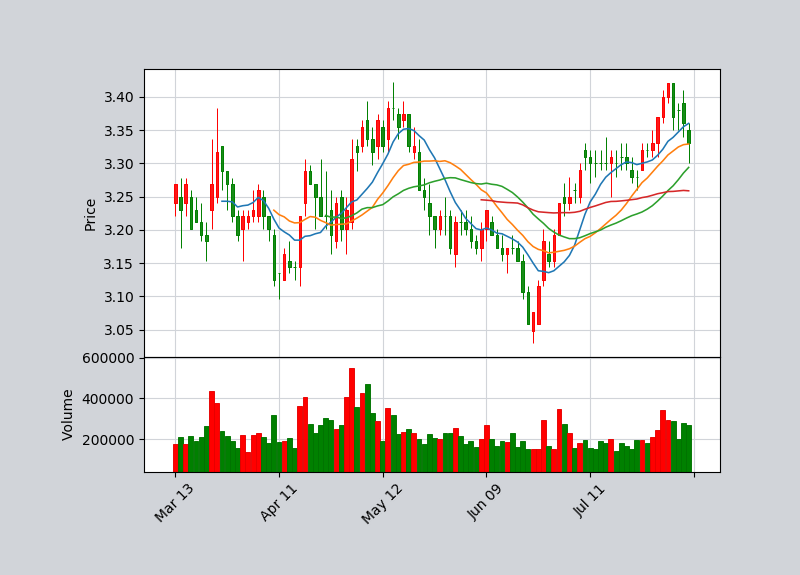 3.40
3.35
3.30
3.25
3.20
3.15
3.10
3.05
Price
600000
400000
200000
Volume
Mar 13
Apr 11
May 12
Jun 09
Jul 11